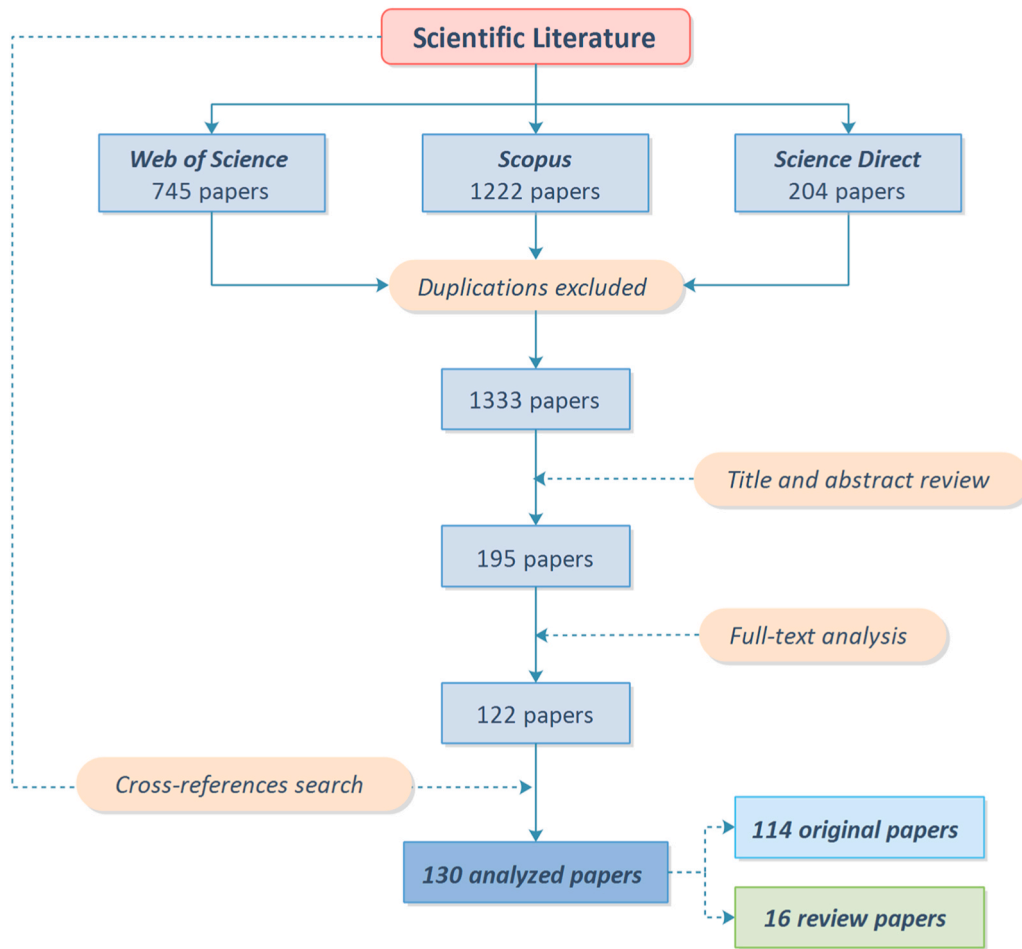 Scientific Literature
Web of Science
745 papers
Scopus
1222 papers
Science Direct
204 papers
Duplications excluded
1333 papers
Title and abstract review
195 papers
Full-text analysis
122 papers
Cross-references search
114 original papers
130 analyzed papers
16 review papers